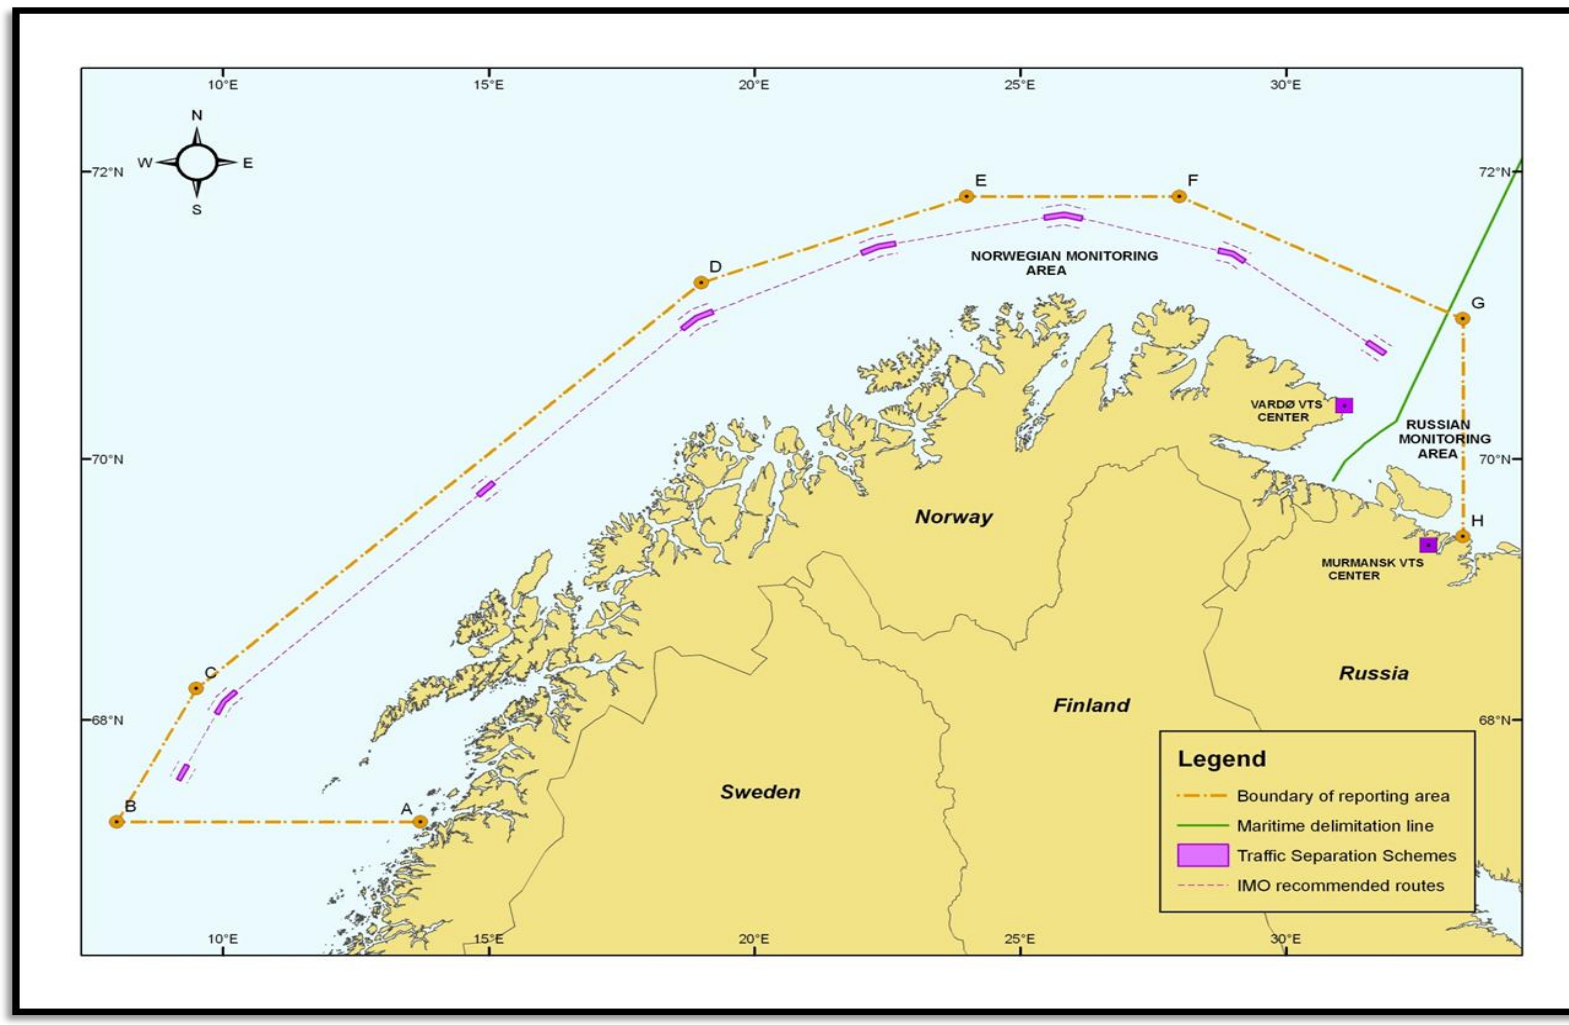 10°E 15°E 20°E 25°E 30°E
N
W E
S
72°N 72°N
E F
D
NORWEGIAN MONITORING
AREA
G
VARDØ VTS
CENTER
RUSSIAN
MONITORING
AREA
70°N 70°N
Norway
H
MURMANSK VTS
CENTER
C
Russia
Finland
68°N 68°N
Sweden
B A
Legend
Boundary of reporting area
Maritime delimitation line
Traffic Separation Schemes
IMO recommended routes
10°E 15°E 20°E 25°E 30°E